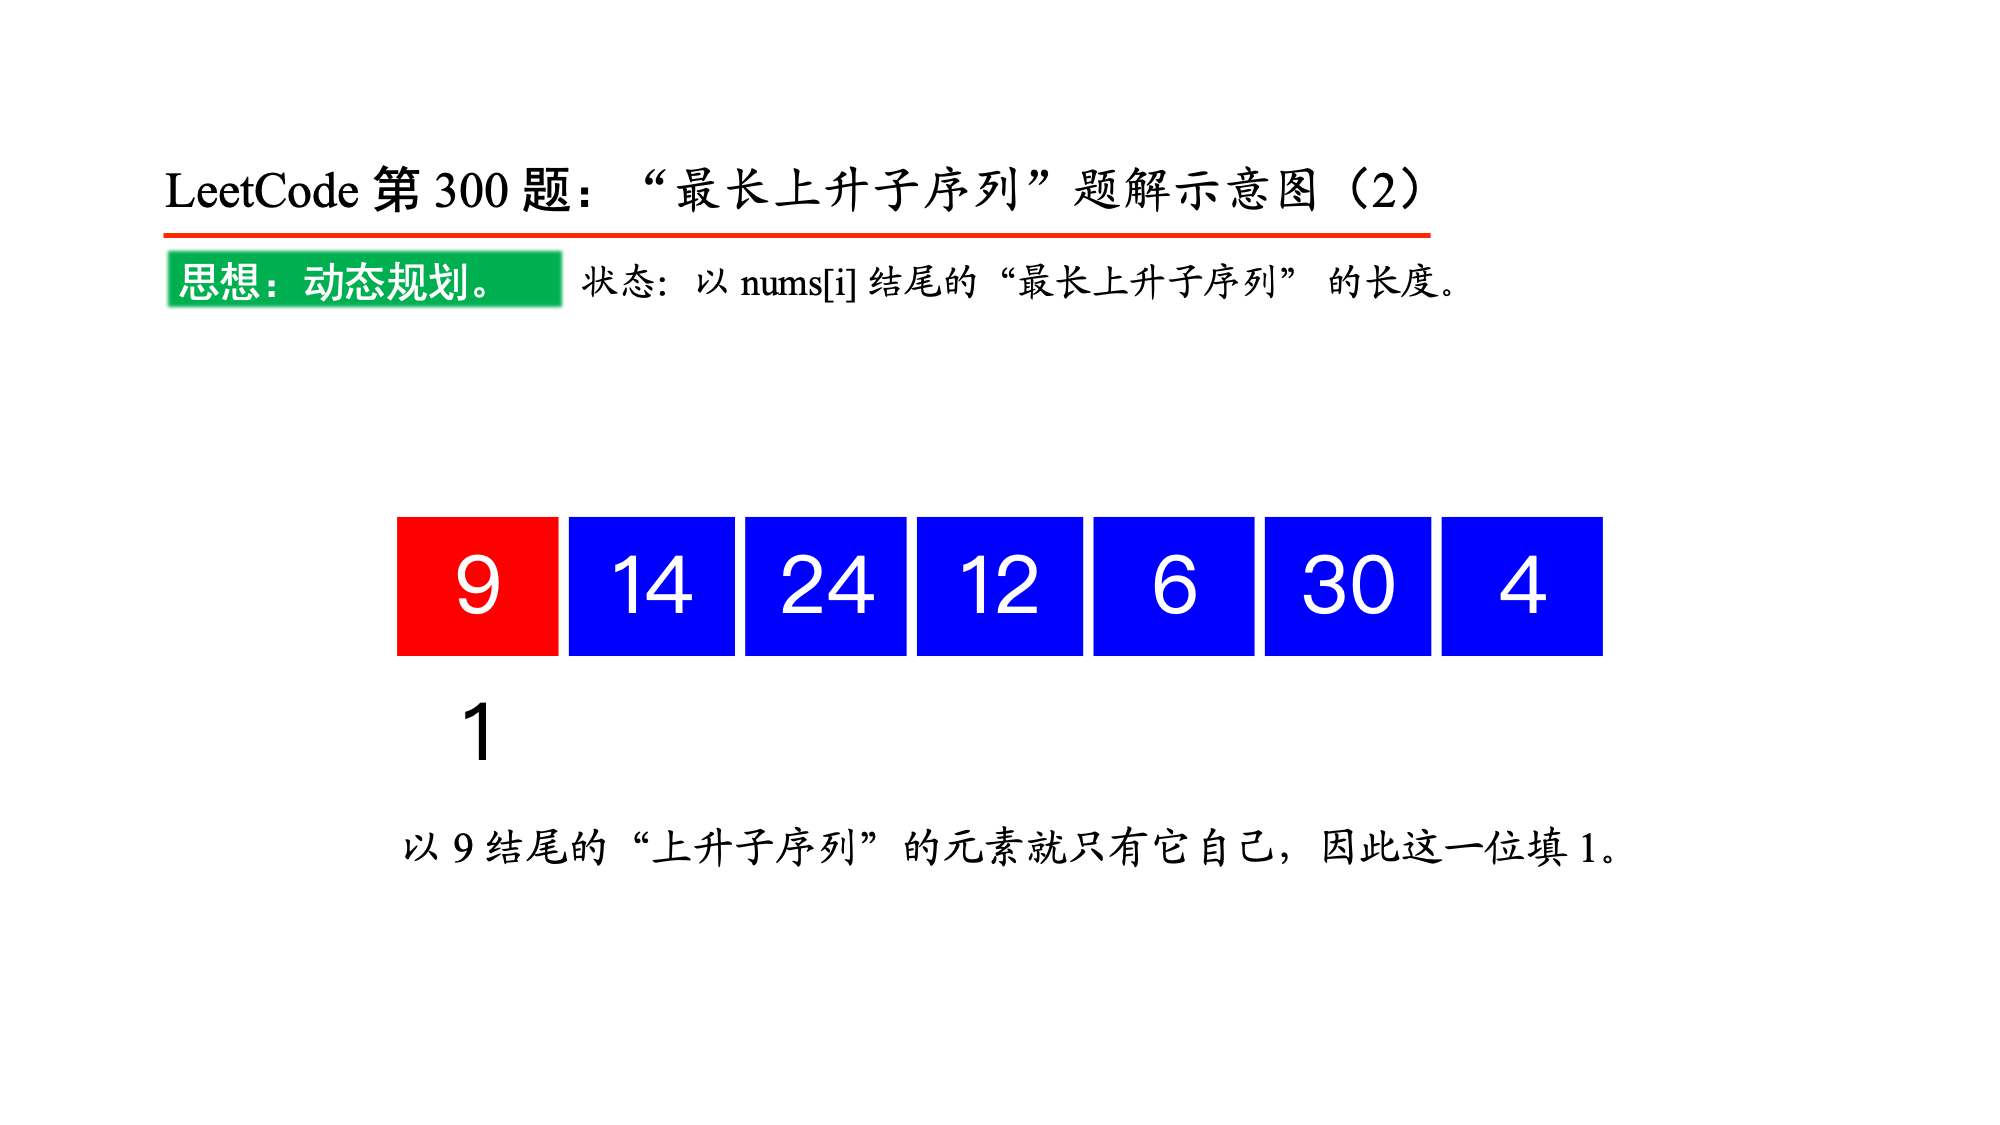 LeetCode 第 300 题：“最长上升子序列”题解示意图（2）
思想：动态规划。 状态：以 nums[i] 结尾的“最长上升子序列” 的长度。
9 14 24 12 6 30 4
1
以 9 结尾的“上升子序列”的元素就只有它自己，因此这一位填 1。